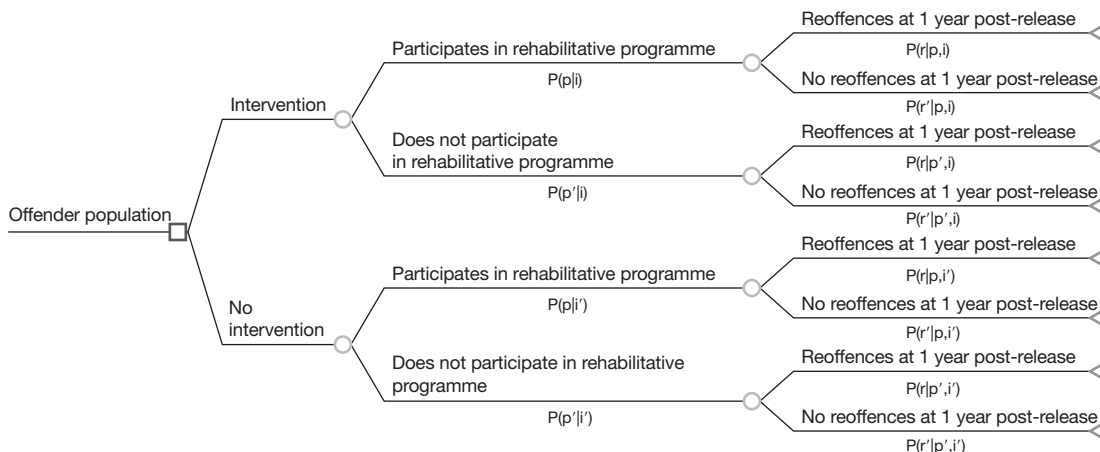 Reoffences at 1 year post-release
P(r|p,i)
Participates in rehabilitative programme
P(p|i)
No reoffences at 1 year post-release
P(r′|p,i)
Intervention
Does not participate
in rehabilitative programme
P(p′|i)
Reoffences at 1 year post-release
P(r|p′,i)
No reoffences at 1 year post-release
P(r′|p′,i)
Offender population
Reoffences at 1 year post-release
P(r|p,i′)
Participates in rehabilitative programme
P(p|i′)
No reoffences at 1 year post-release
P(r′|p,i′)
No
intervention
Does not participate in rehabilitative
programme
P(p′|i′)
Reoffences at 1 year post-release
P(r|p′,i′)
No reoffences at 1 year post-release
P(r′|p′,i′)